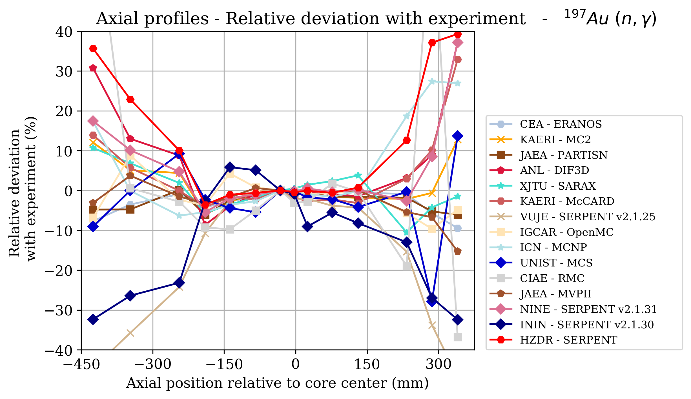 Axial profiles - Relative deviation with experiment - ¹⁹⁷Au (n, γ)
40
30
20
10
0
−10
−20
−30
−40
Relative deviation
with experiment (%)
−450
−300
−150
0
150
300
Axial position relative to core center (mm)
CEA - ERANOS
KAERI - MC2
JAEA - PARTISN
ANL - DIF3D
XJTU - SARAX
KAERI - McCARD
VUJE - SERPENT v2.1.25
IGCAR - OpenMC
ICN - MCNP
UNIST - MCS
CIAE - RMC
JAEA - MVPII
NINE - SERPENT v2.1.31
ININ - SERPENT v2.1.30
HZDR - SERPENT